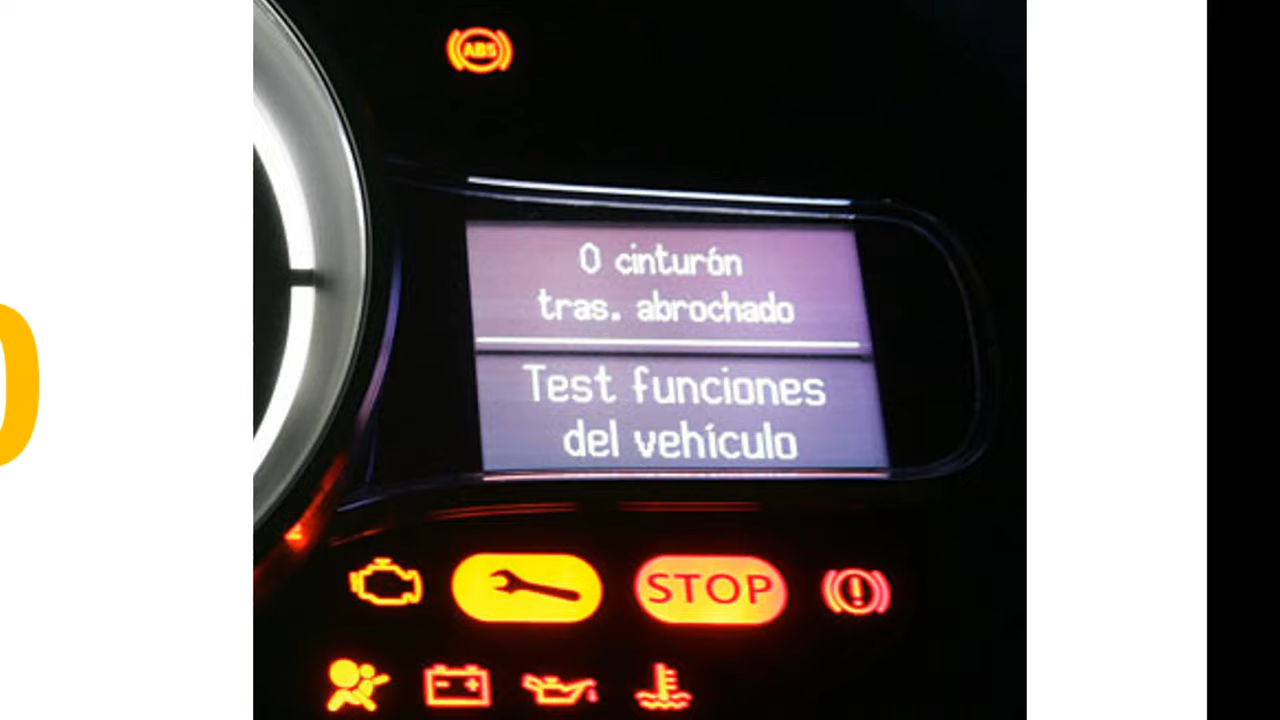 ABS
0 cinturón
tras. abrochado
Test funciones
del vehículo
STOP